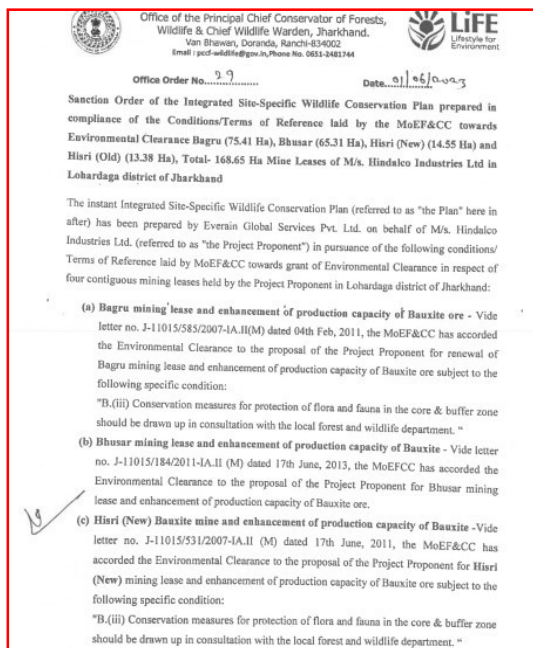 Office of the Principal Chief Conservator of Forests,
Wildlife & Chief Wildlife Warden, Jharkhand.
Van Bhawan, Doranda, Ranchi-834002
Email : pccf-wildlife@gov.in,Phone No. 0651-2481744
LiFE
Lifestyle for
Environment
Office Order No. 29
Date. 01/06/2023
Sanction Order of the Integrated Site-Specific Wildlife Conservation Plan prepared in
compliance of the Conditions/Terms of Reference laid by the MoEF&CC towards
Environmental Clearance Bagru (75.41 Ha), Bhusar (65.31 Ha), Hisri (New) (14.55 Ha) and
Hisri (Old) (13.38 Ha), Total- 168.65 Ha Mine Leases of M/s. Hindalco Industries Ltd in
Lohardaga district of Jharkhand
The instant Integrated Site-Specific Wildlife Conservation Plan (referred to as "the Plan" here in
after) has been prepared by Everain Global Services Pvt. Ltd. on behalf of M/s. Hindalco
Industries Ltd. (referred to as "the Project Proponent") in pursuance of the following conditions/
Terms of Reference laid by MoEF&CC towards grant of Environmental Clearance in respect of
four contiguous mining leases held by the Project Proponent in Lohardaga district of Jharkhand:
(a) Bagru mining lease and enhancement of production capacity of Bauxite ore - Vide
letter no. J-11015/585/2007-IA.II(M) dated 04th Feb, 2011, the MoEF&CC has accorded
the Environmental Clearance to the proposal of the Project Proponent for renewal of
Bagru mining lease and enhancement of production capacity of Bauxite ore subject to the
following specific condition:
"B.(iii) Conservation measures for protection of flora and fauna in the core & buffer zone
should be drawn up in consultation with the local forest and wildlife department. "
(b) Bhusar mining lease and enhancement of production capacity of Bauxite - Vide letter
no. J-11015/184/2011-IA.II (M) dated 17th June, 2013, the MoEFCC has accorded the
Environmental Clearance to the proposal of the Project Proponent for Bhusar mining
lease and enhancement of production capacity of Bauxite ore.
(c) Hisri (New) Bauxite mine and enhancement of production capacity of Bauxite -Vide
letter no. J-11015/531/2007-IA.II (M) dated 17th June, 2011, the MoEF&CC has
accorded the Environmental Clearance to the proposal of the Project Proponent for Hisri
(New) mining lease and enhancement of production capacity of Bauxite ore subject to the
following specific condition:
"B.(iii) Conservation measures for protection of flora and fauna in the core & buffer zone
should be drawn up in consultation with the local forest and wildlife department. "